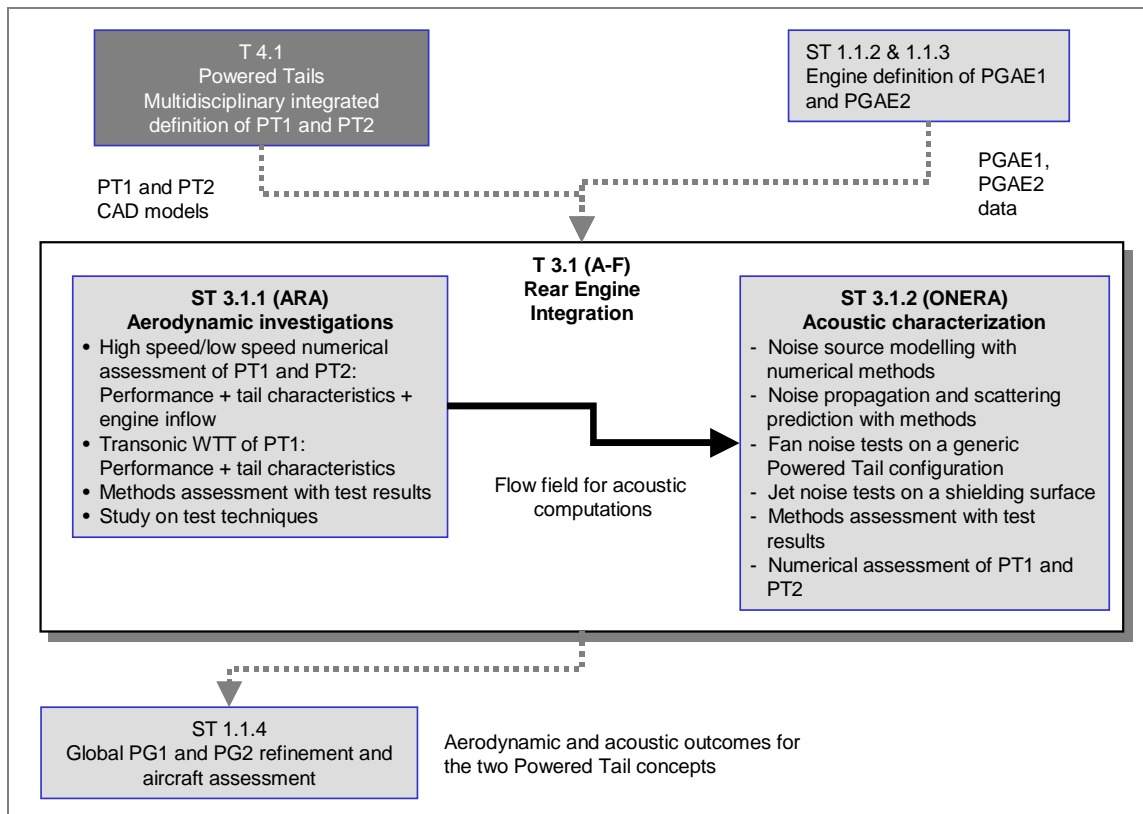 T 4.1
Powered Tails
Multidisciplinary integrated
definition of PT1 and PT2
ST 1.1.2 & 1.1.3
Engine definition of PGAE1
and PGAE2
PT1 and PT2
CAD models
PGAE1,
PGAE2
data
T 3.1 (A-F)
Rear Engine
Integration
ST 3.1.1 (ARA)
Aerodynamic investigations
• High speed/low speed numerical
assessment of PT1 and PT2:
Performance + tail characteristics +
engine inflow
• Transonic WTT of PT1:
Performance + tail characteristics
• Methods assessment with test results
• Study on test techniques
Flow field for acoustic
computations
ST 3.1.2 (ONERA)
Acoustic characterization
- Noise source modelling with
numerical methods
- Noise propagation and scattering
prediction with methods
- Fan noise tests on a generic
Powered Tail configuration
- Jet noise tests on a shielding surface
- Methods assessment with test
results
- Numerical assessment of PT1 and
PT2
ST 1.1.4
Global PG1 and PG2 refinement and
aircraft assessment
Aerodynamic and acoustic outcomes for
the two Powered Tail concepts